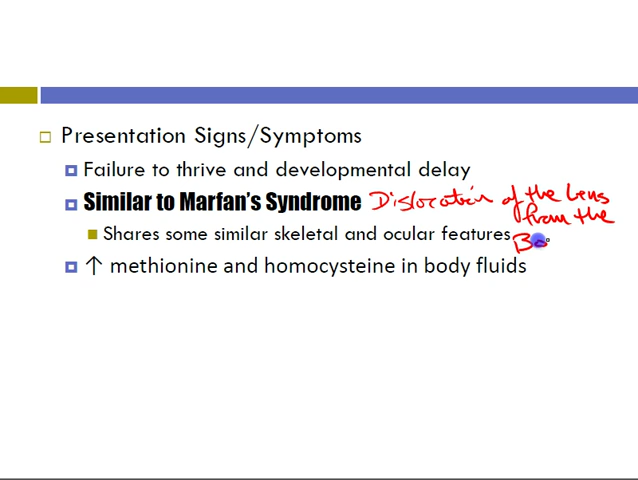 Presentation Signs/Symptoms
Failure to thrive and developmental delay
Similar to Marfan's Syndrome Dislocation of the Lens
from the
Shares some similar skeletal and ocular features
↑ methionine and homocysteine in body fluids